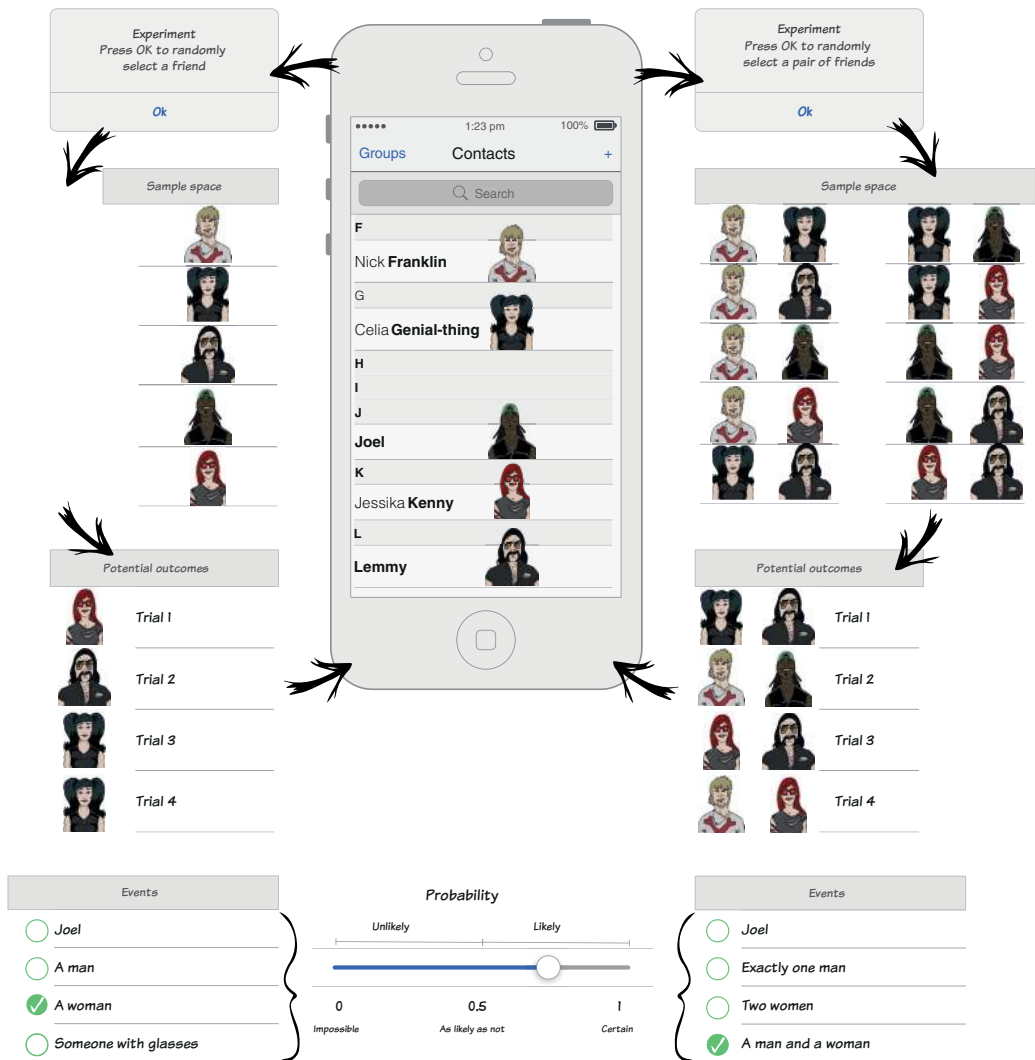 Experiment
Press OK to randomly
select a friend
Ok
Experiment
Press OK to randomly
select a pair of friends
Ok
1:23 pm
100%
Groups
Contacts
+
Search
F
Nick Franklin
G
Celia Genial-thing
H
I
J
Joel
K
Jessika Kenny
L
Lemmy
Sample space
Sample space
Potential outcomes
Trial 1
Trial 2
Trial 3
Trial 4
Potential outcomes
Trial 1
Trial 2
Trial 3
Trial 4
Events
Joel
A man
A woman
Someone with glasses
Probability
Unlikely
Likely
0
0.5
1
Impossible
As likely as not
Certain
Events
Joel
Exactly one man
Two women
A man and a woman